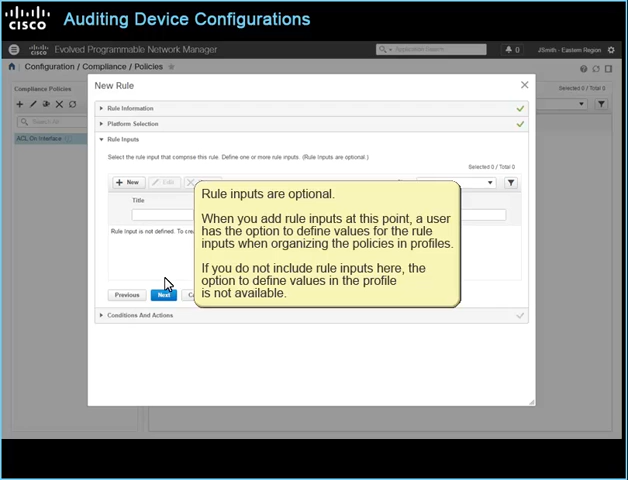 CISCO
Auditing Device Configurations
CISCO
Evolved Programmable Network Manager
Application Search
0
JSmith - Eastern Region
Configuration / Compliance / Policies
Compliance Policies
Selected 0 / Total 0
Search (All)
ACL On Interface
New Rule
Rule Information
Platform Selection
Rule Inputs
Select the rule input that compose this rule. Define one or more rule inputs. (Rule Inputs are optional.)
Selected 0 / Total 0
New
Edit
Title
Rule Input is not defined. To cre
Rule inputs are optional.
When you add rule inputs at this point, a user
has the option to define values for the rule
inputs when organizing the policies in profiles.
If you do not include rule inputs here, the
option to define values in the profile
is not available.
Previous
Next
Conditions And Actions